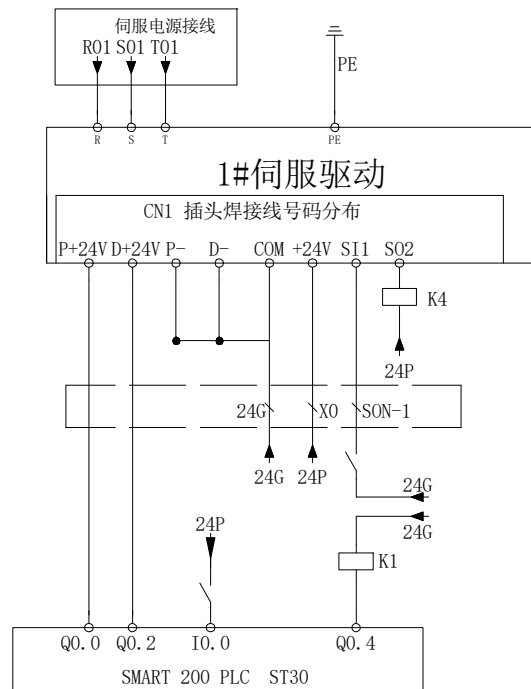 伺服电源接线
R01 S01 T01
PE
R S T PE
1#伺服驱动
CN1 插头焊接线号码分布
P+24V D+24V P- D- COM +24V SI1 SO2
K4
24P
24G X0 SON-1
24G 24P
24G
24P 24G
K1
Q0.0 Q0.2 I0.0 Q0.4
SMART 200 PLC ST30